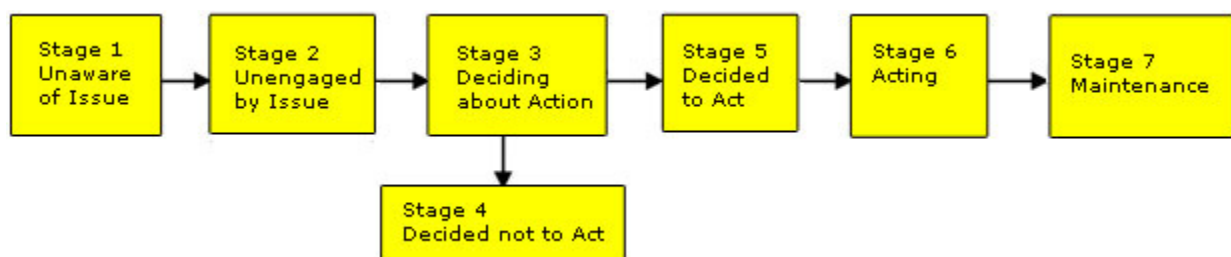 Stage 1
Unaware
of Issue
Stage 2
Unengaged
by Issue
Stage 3
Deciding
about Action
Stage 4
Decided not to Act
Stage 5
Decided
to Act
Stage 6
Acting
Stage 7
Maintenance